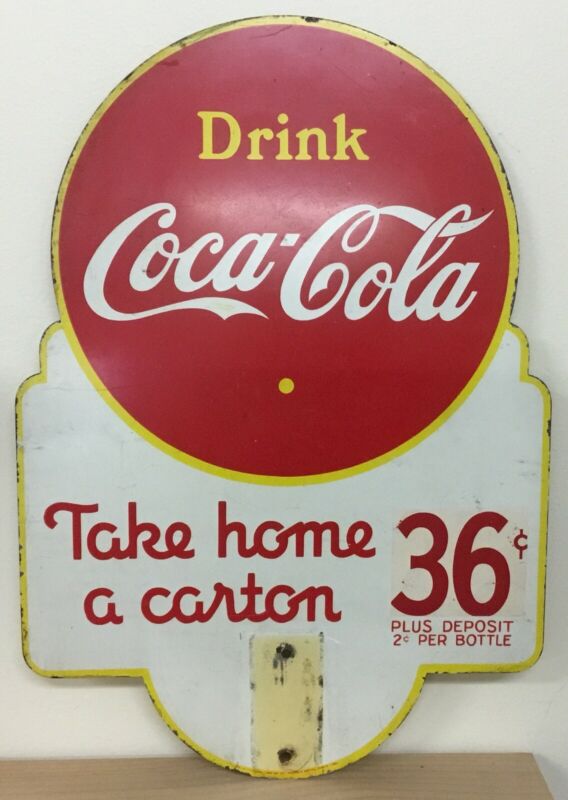 Drink
Coca-Cola
Take home
a carton
36¢
PLUS DEPOSIT
2¢ PER BOTTLE